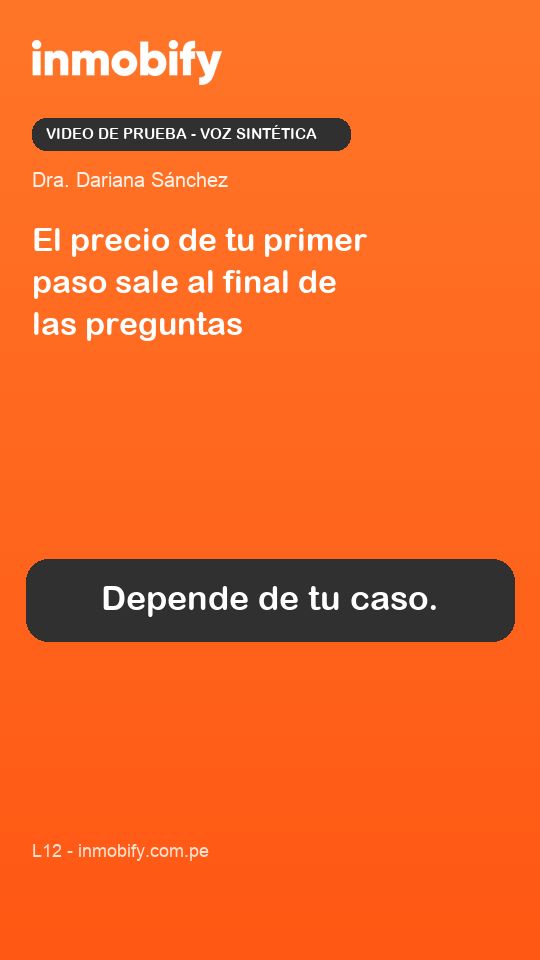 inmobify
VIDEO DE PRUEBA - VOZ SINTÉTICA
Dra. Dariana Sánchez
El precio de tu primer
paso sale al final de
las preguntas
Depende de tu caso.
L12 - inmobify.com.pe